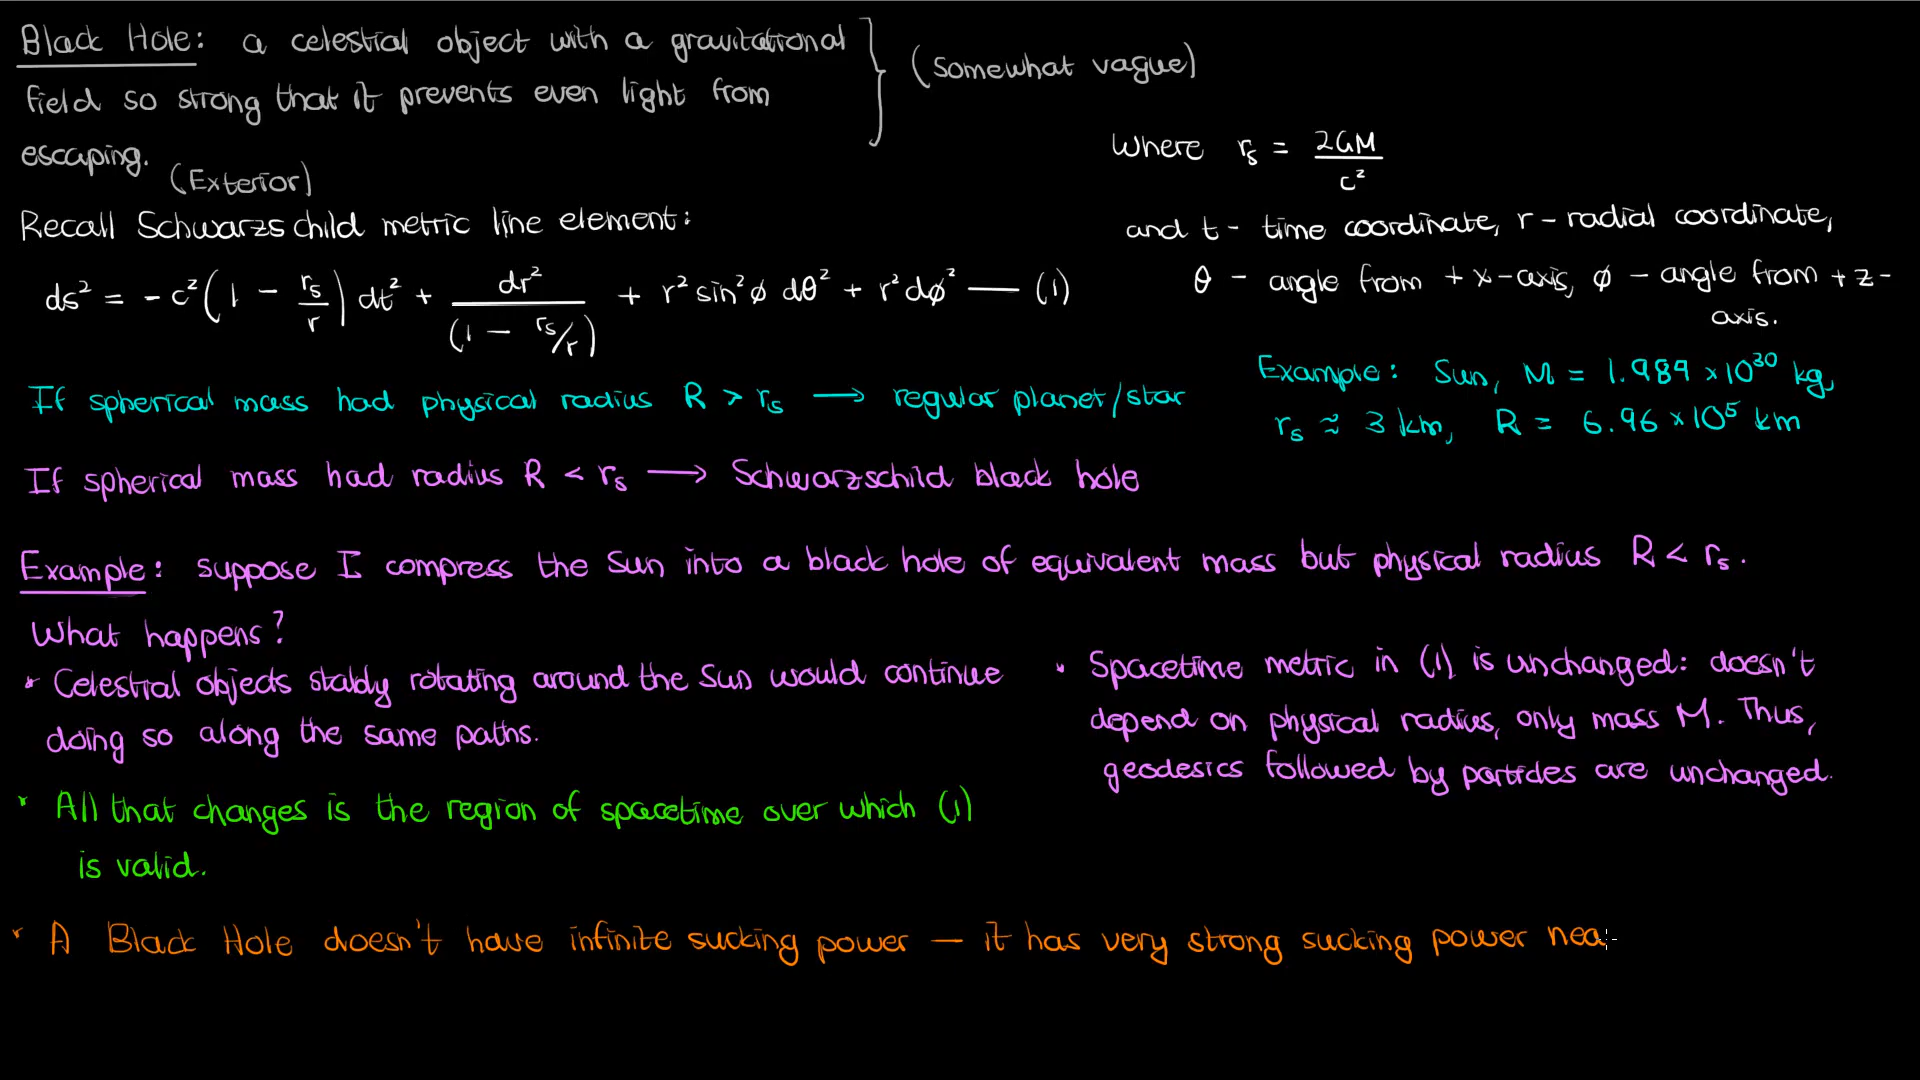 Black Hole: a celestial object with a gravitational
field so strong that it prevents even light from
escaping.
(somewhat vague)
(Exterior)
Recall Schwarzschild metric line element:
ds² = - c² (1 - r_s/r) dt² + dr²/(1 - r_s/r) + r² sin²ø dθ² + r² dø² — (1)
Where r_s = 2GM/c²
and t - time coordinate, r - radial coordinate,
θ - angle from +x-axis, ø - angle from +z-
axis.
If spherical mass had physical radius R > r_s → regular planet/star
Example: Sun, M = 1.989 × 10³⁰ kg,
r_s ≈ 3 km, R = 6.96 × 10⁵ km
If spherical mass had radius R < r_s → Schwarzschild black hole
Example: suppose I compress the Sun into a black hole of equivalent mass but physical radius R < r_s.
What happens?
• Celestial objects stably rotating around the Sun would continue
doing so along the same paths.
• Spacetime metric in (1) is unchanged: doesn't
depend on physical radius, only mass M. Thus,
geodesics followed by particles are unchanged.
• All that changes is the region of spacetime over which (1)
is valid.
• A Black Hole doesn't have infinite sucking power — it has very strong sucking power nea